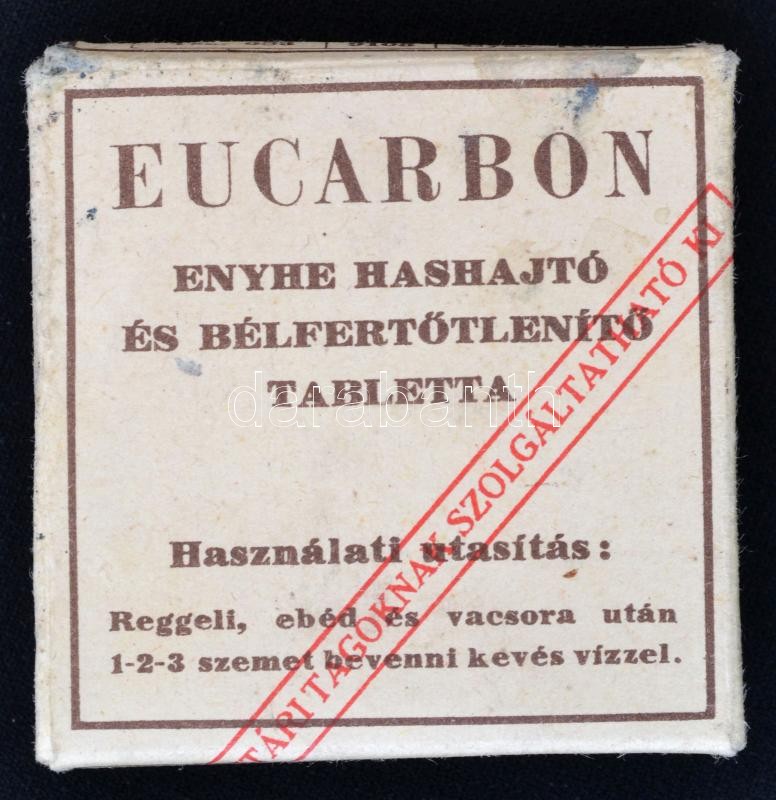 EUCARBON
ENYHE HASHAJTÓ
ÉS BÉLFERTŐTLENÍTŐ
TABLETTA
darabanth
Használati utasítás:
Reggeli, ebéd és vacsora után
1-2-3 szemet bevenni kevés vízzel.
TÁRI TAGOKNAK SZOLGÁLTATHATÓ KI